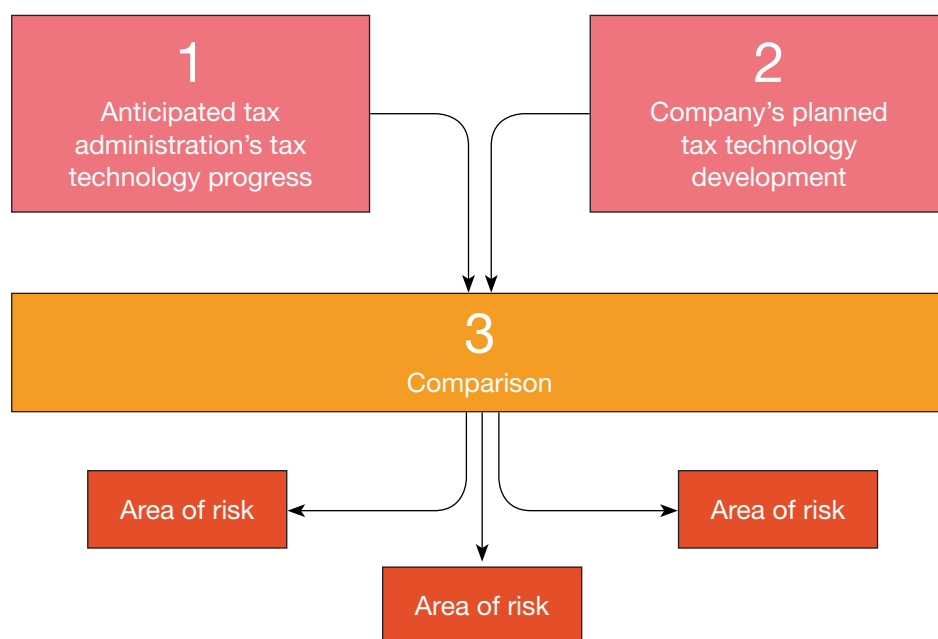 1
Anticipated tax
administration’s tax
technology progress
2
Company’s planned
tax technology
development
3
Comparison
Area of risk
Area of risk
Area of risk